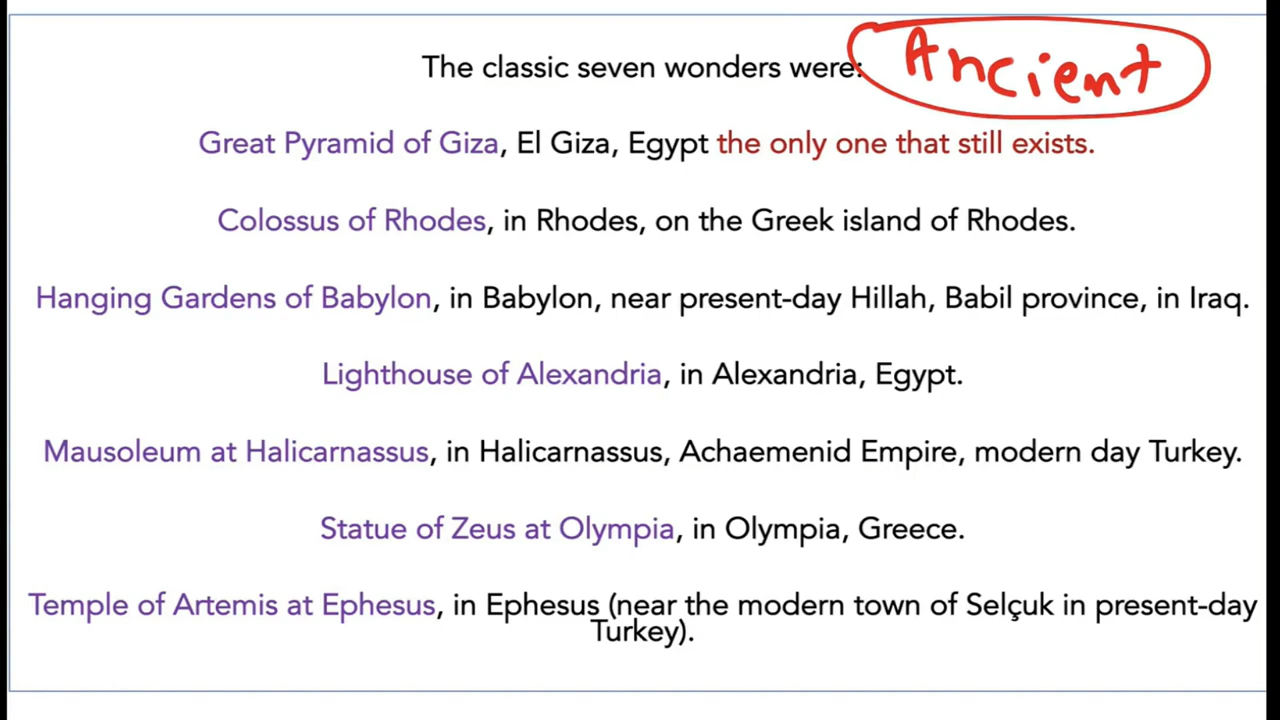 The classic seven wonders were: Ancient
Great Pyramid of Giza, El Giza, Egypt the only one that still exists.
Colossus of Rhodes, in Rhodes, on the Greek island of Rhodes.
Hanging Gardens of Babylon, in Babylon, near present-day Hillah, Babil province, in Iraq.
Lighthouse of Alexandria, in Alexandria, Egypt.
Mausoleum at Halicarnassus, in Halicarnassus, Achaemenid Empire, modern day Turkey.
Statue of Zeus at Olympia, in Olympia, Greece.
Temple of Artemis at Ephesus, in Ephesus (near the modern town of Selçuk in present-day
Turkey).